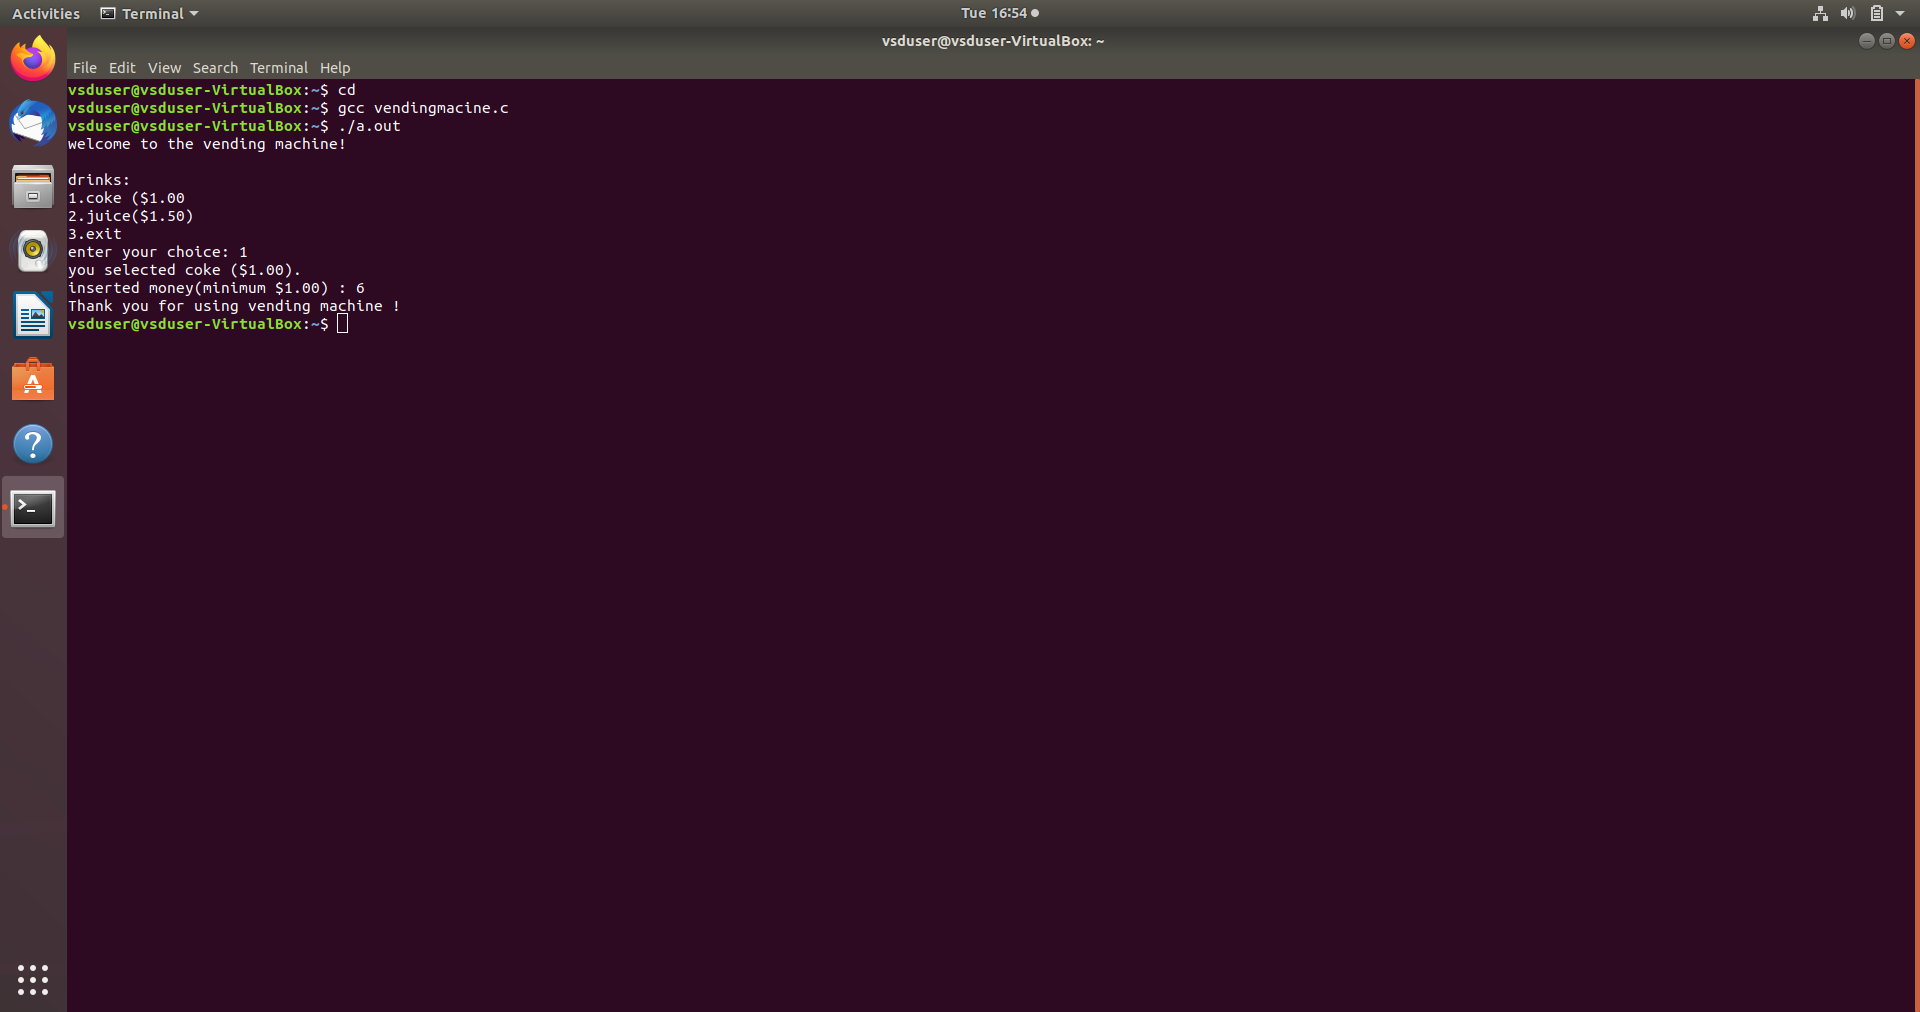 Activities Terminal Tue 16:54
vsduser@vsduser-VirtualBox: ~
File Edit View Search Terminal Help
vsduser@vsduser-VirtualBox:~$ cd
vsduser@vsduser-VirtualBox:~$ gcc vendingmacine.c
vsduser@vsduser-VirtualBox:~$ ./a.out
welcome to the vending machine!
drinks:
1.coke ($1.00
2.juice($1.50)
3.exit
enter your choice: 1
you selected coke ($1.00).
inserted money(minimum $1.00) : 6
Thank you for using vending machine !
vsduser@vsduser-VirtualBox:~$